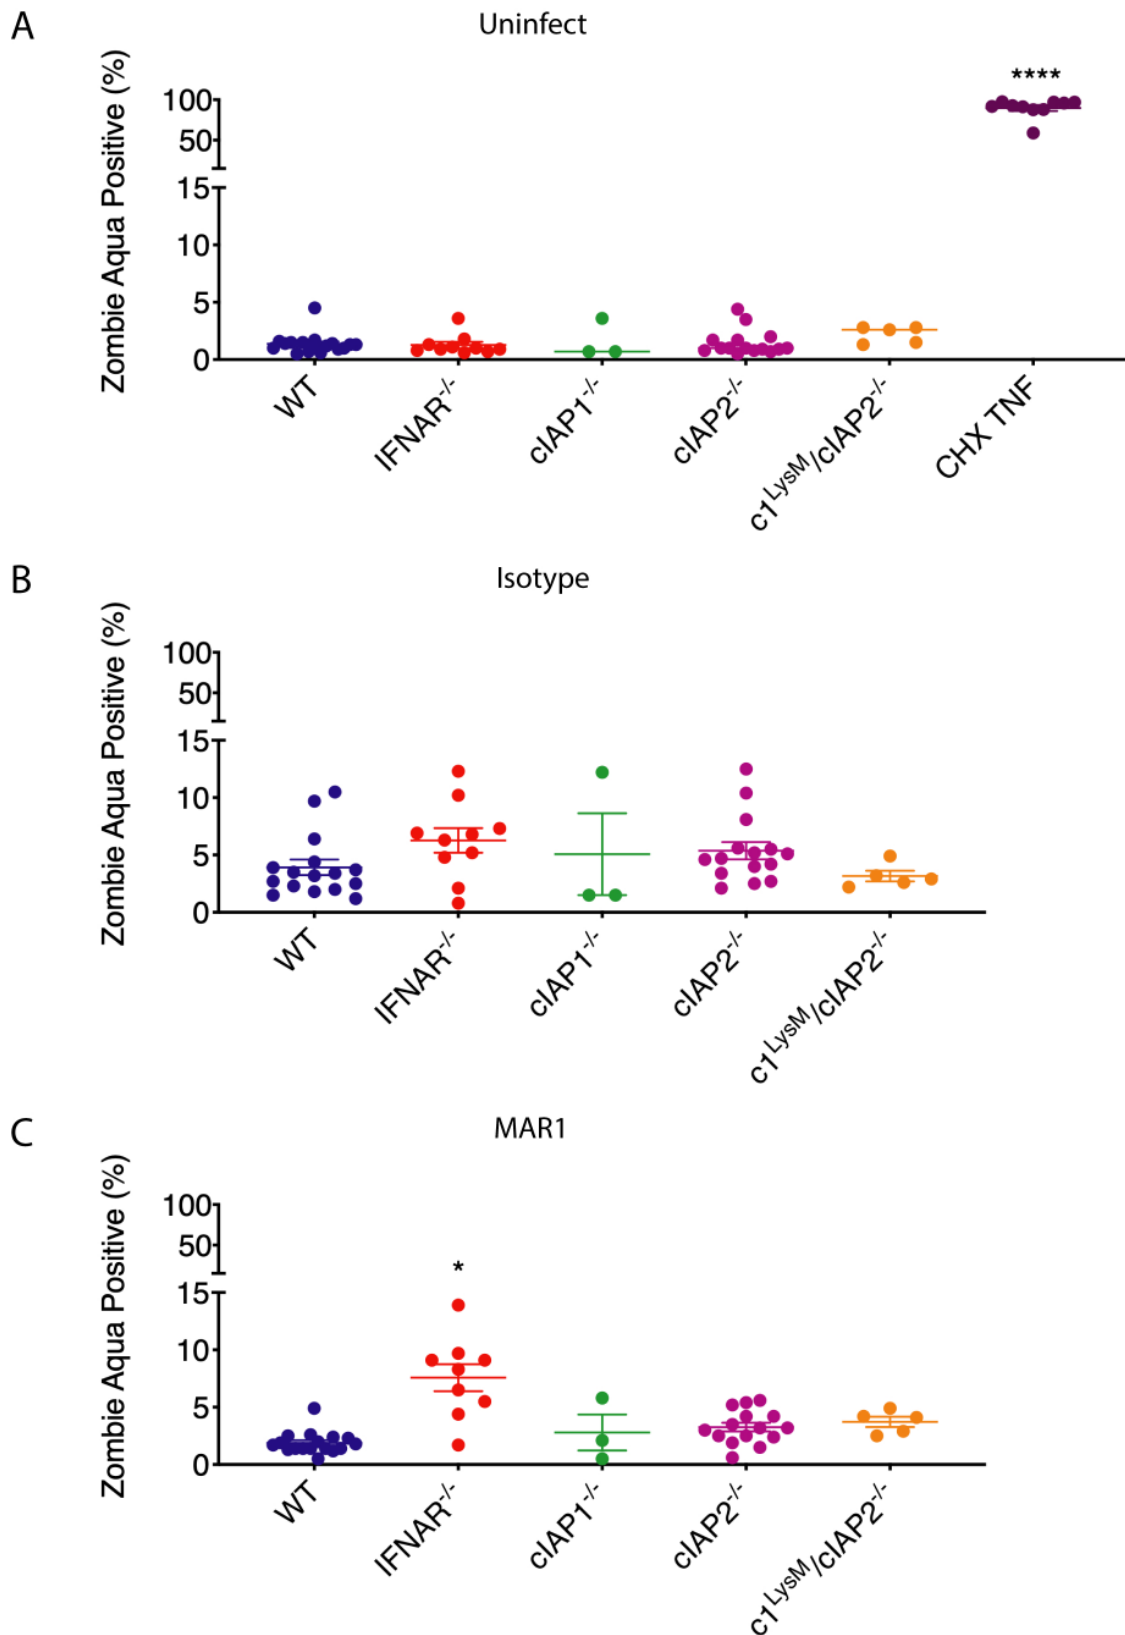 A
Uninfect
Zombie Aqua Positive (%)
100
50
15
10
5
0
****
WT
IFNAR-/-
cIAP1-/-
cIAP2-/-
c1LysM/cIAP2-/-
CHX TNF
B
Isotype
Zombie Aqua Positive (%)
100
50
15
10
5
0
WT
IFNAR-/-
cIAP1-/-
cIAP2-/-
c1LysM/cIAP2-/-
C
MAR1
Zombie Aqua Positive (%)
100
50
15
10
5
0
*
WT
IFNAR-/-
cIAP1-/-
cIAP2-/-
c1LysM/cIAP2-/-